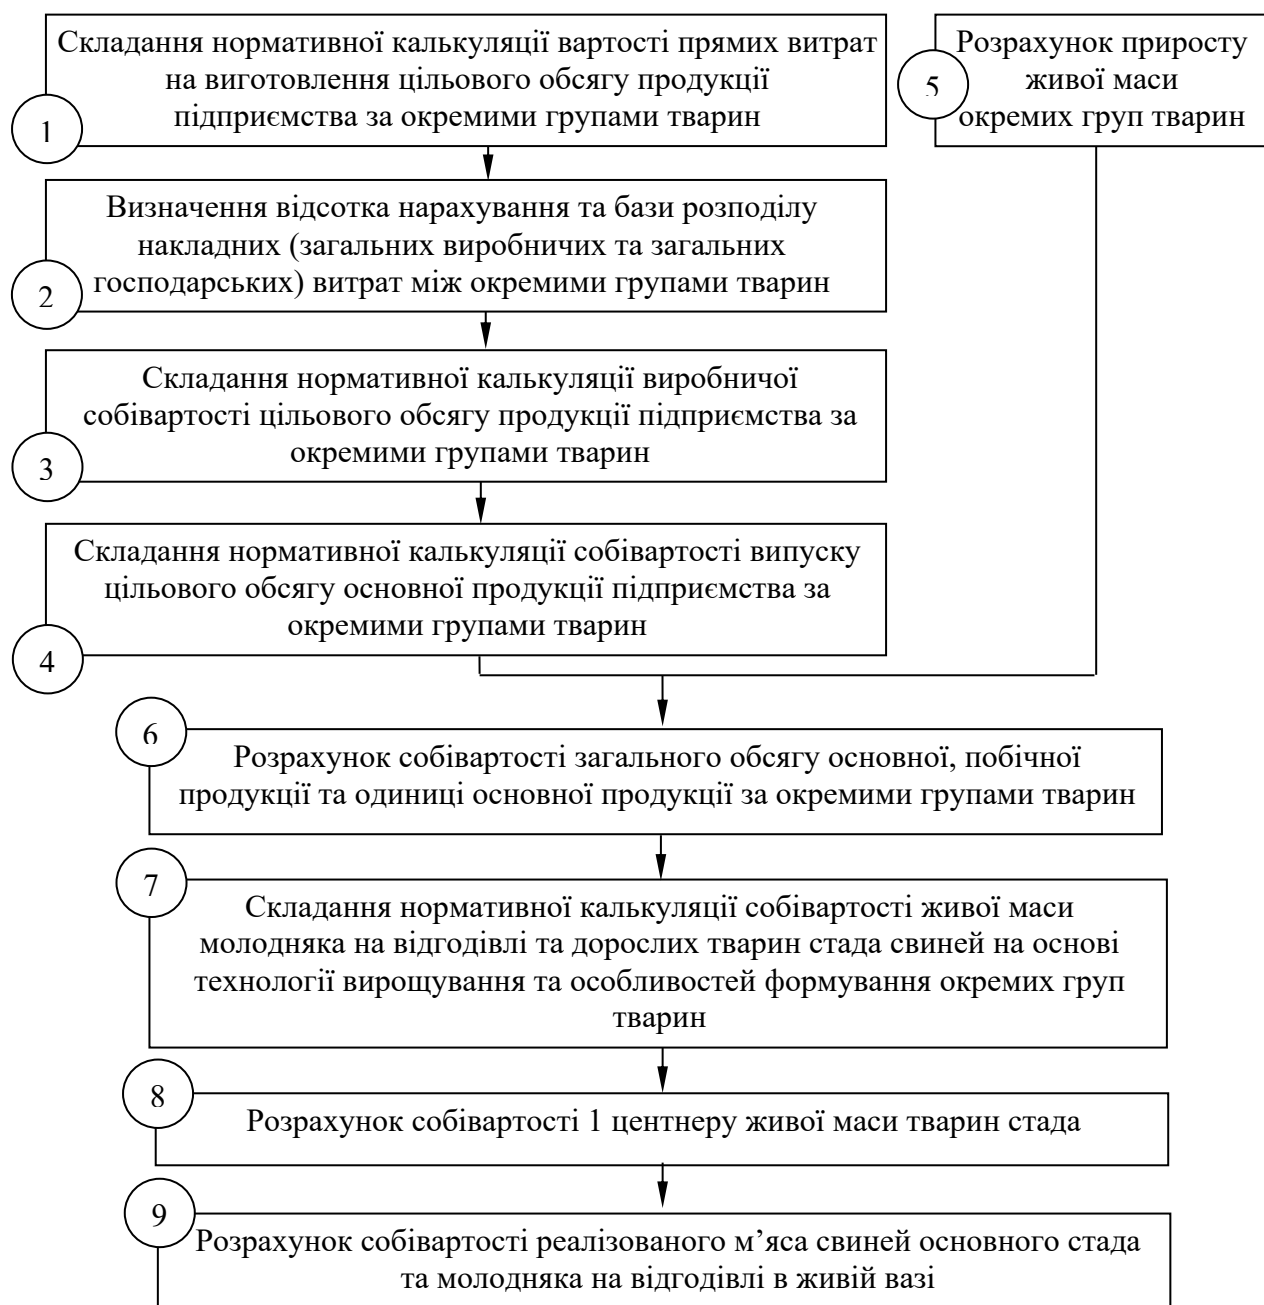 Складання нормативної калькуляції вартості прямих витрат
на виготовлення цільового обсягу продукції
підприємства за окремими групами тварин
1
Розрахунок приросту
живої маси
окремих груп тварин
5
Визначення відсотка нарахування та бази розподілу
накладних (загальних виробничих та загальних
господарських) витрат між окремими групами тварин
2
Складання нормативної калькуляції виробничої
собівартості цільового обсягу продукції підприємства за
окремими групами тварин
3
Складання нормативної калькуляції собівартості випуску
цільового обсягу основної продукції підприємства за
окремими групами тварин
4
6
Розрахунок собівартості загального обсягу основної, побічної
продукції та одиниці основної продукції за окремими групами тварин
7
Складання нормативної калькуляції собівартості живої маси
молодняка на відгодівлі та дорослих тварин стада свиней на основі
технології вирощування та особливостей формування окремих груп
тварин
8
Розрахунок собівартості 1 центнеру живої маси тварин стада
9
Розрахунок собівартості реалізованого м’яса свиней основного стада
та молодняка на відгодівлі в живій вазі